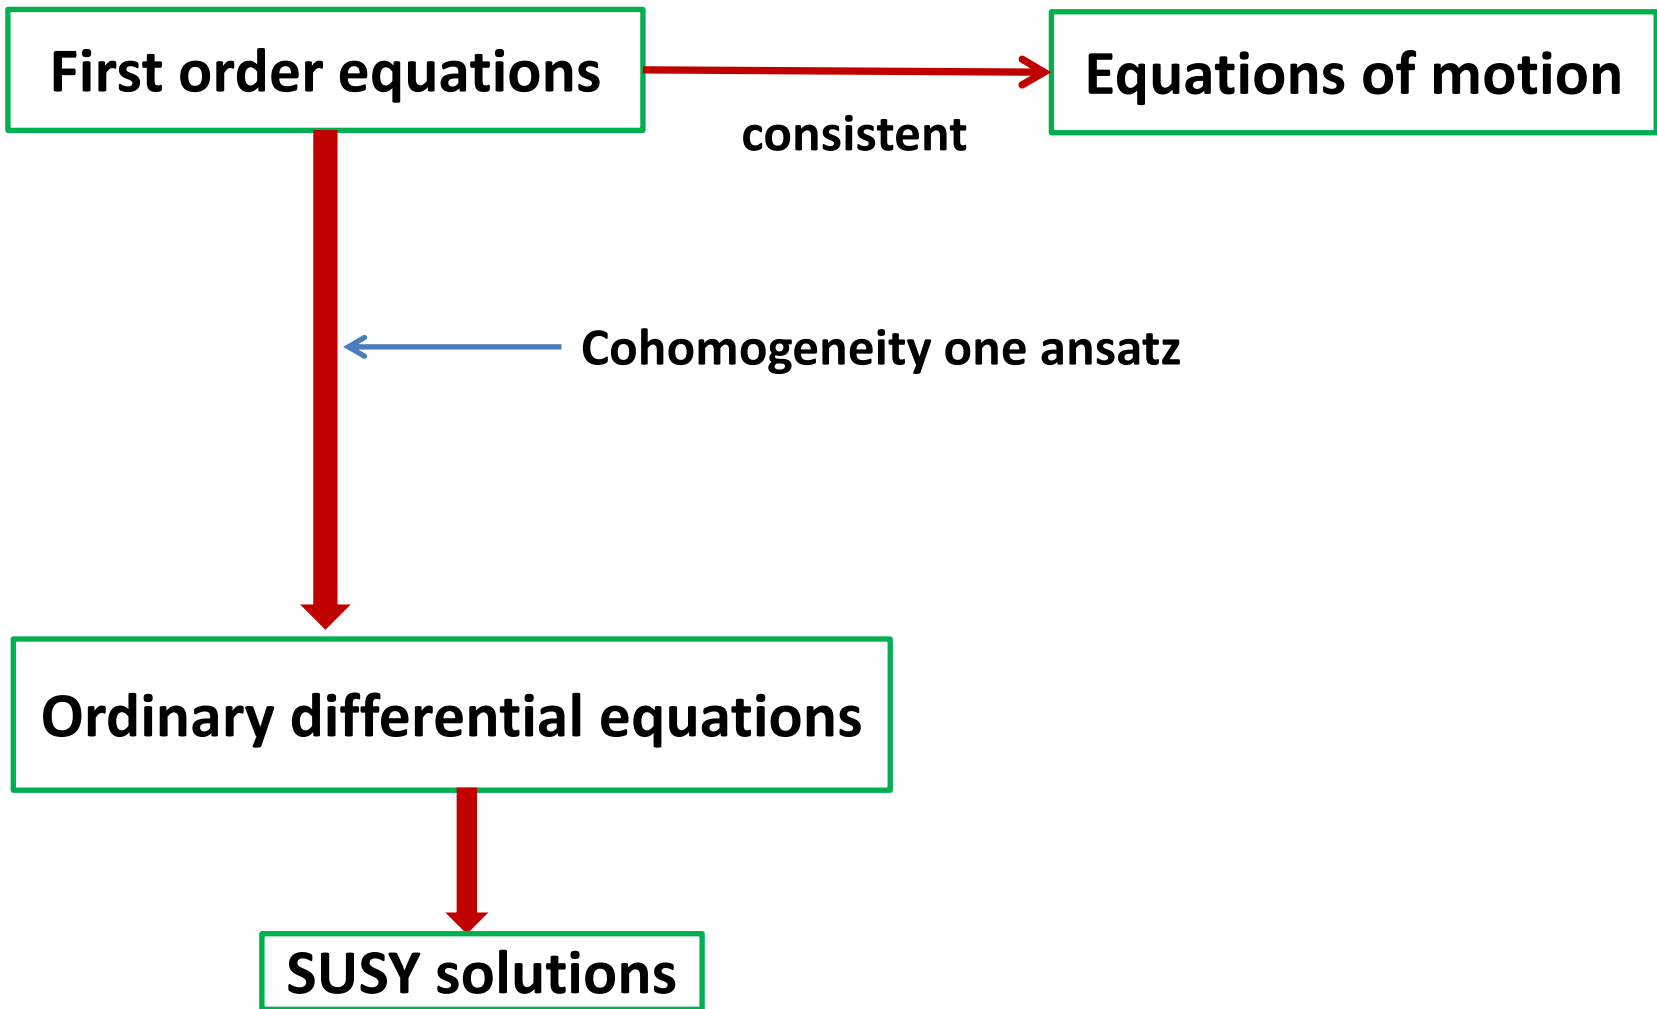 First order equations
Equations of motion
consistent
Cohomogeneity one ansatz
Ordinary differential equations
SUSY solutions